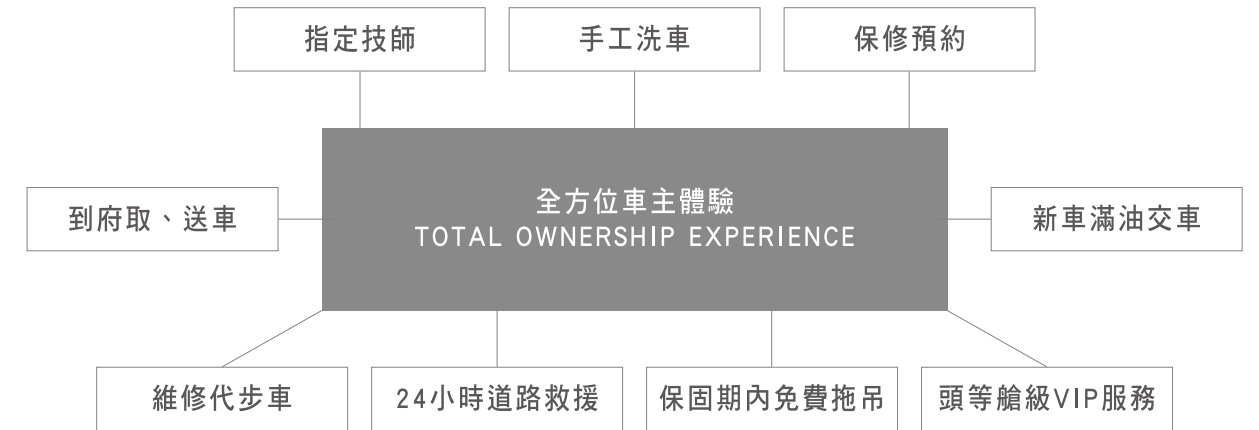 指定技師
手工洗車
保修預約
到府取、送車
全方位車主體驗
TOTAL OWNERSHIP EXPERIENCE
新車滿油交車
維修代步車
24小時道路救援
保固期內免費拖吊
頭等艙級VIP服務